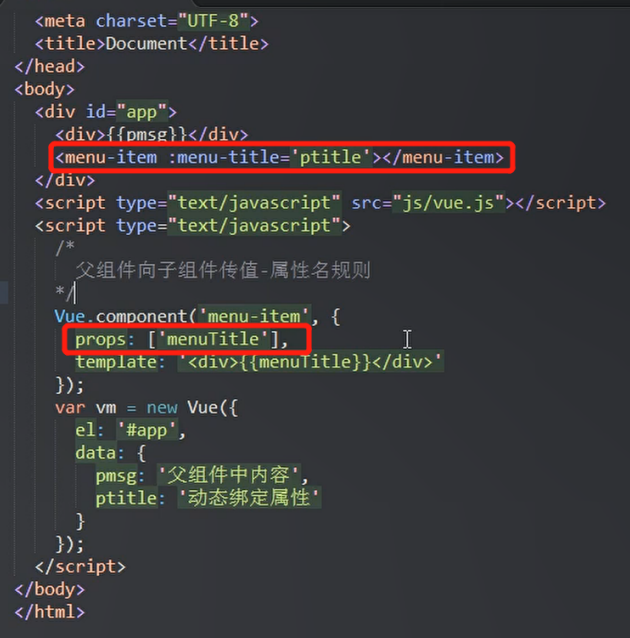 <meta charset="UTF-8">
<title>Document</title>
</head>
<body>
<div id="app">
<div>{{pmsg}}</div>
<menu-item :menu-title='ptitle'></menu-item>
</div>
<script type="text/javascript" src="js/vue.js"></script>
<script type="text/javascript">
/*
父组件向子组件传值-属性名规则
*/
Vue.component('menu-item', {
props: ['menuTitle'],
template: '<div>{{menuTitle}}</div>'
});
var vm = new Vue({
el: '#app',
data: {
pmsg: '父组件中内容',
ptitle: '动态绑定属性'
}
});
</script>
</body>
</html>